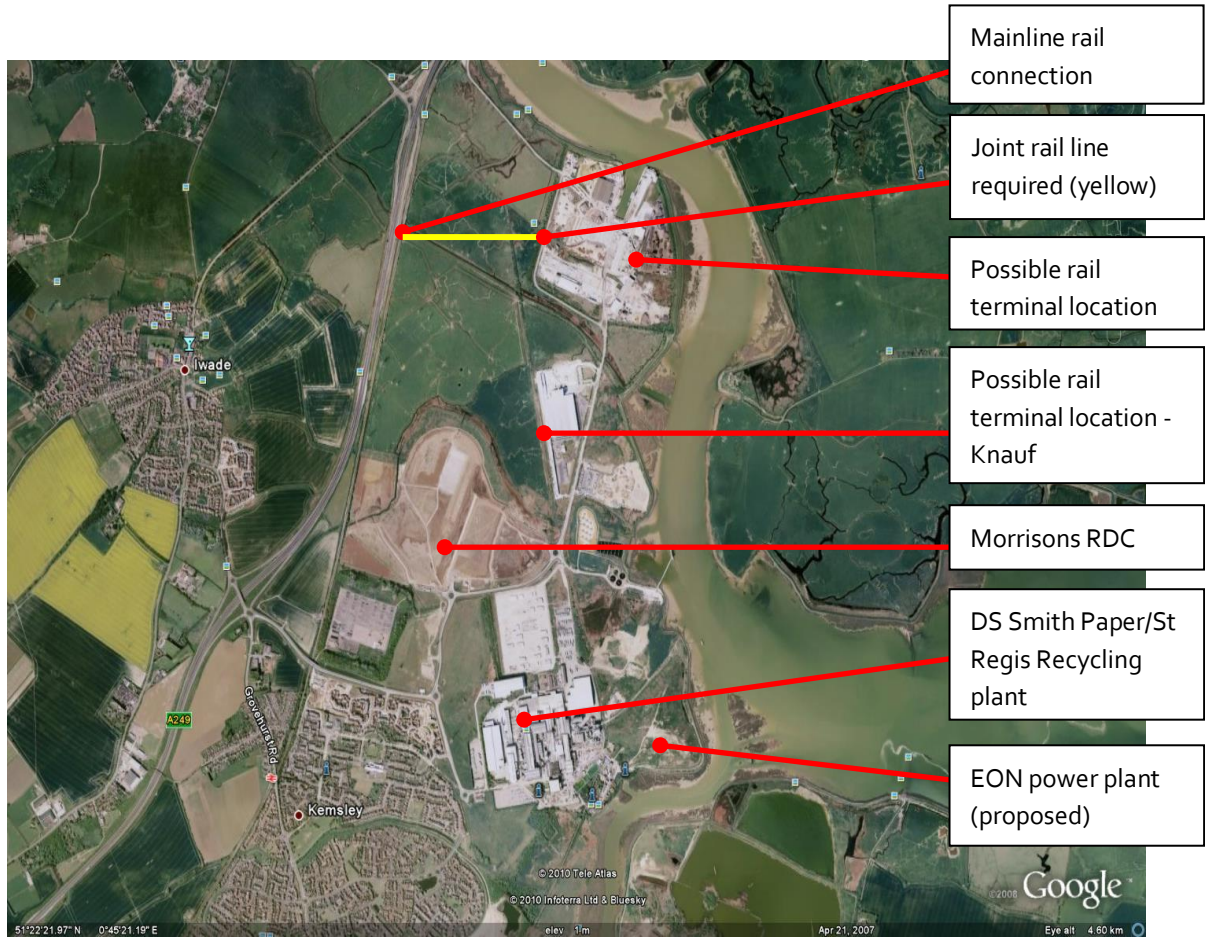 Mainline rail
connection
Joint rail line
required (yellow)
Possible rail
terminal location
Possible rail
terminal location -
Knauf
Morrisons RDC
DS Smith Paper/St
Regis Recycling
plant
EON power plant
(proposed)
Iwade
A249
Grovehurst Rd
Kemsley
© 2010 Tele Atlas
© 2010 Infoterra Ltd & Bluesky
©2008 Google
51°22'21.97" N 0°45'21.19" E elev 1 m Apr 21, 2007 Eye alt 4.60 km